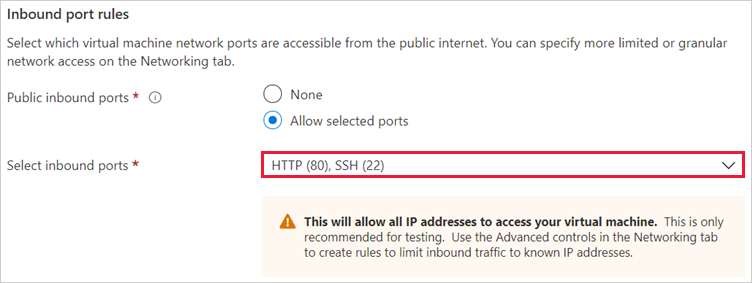 Inbound port rules
Select which virtual machine network ports are accessible from the public internet. You can specify more limited or granular
network access on the Networking tab.
Public inbound ports *
None
Allow selected ports
Select inbound ports *
HTTP (80), SSH (22)
This will allow all IP addresses to access your virtual machine. This is only
recommended for testing. Use the Advanced controls in the Networking tab
to create rules to limit inbound traffic to known IP addresses.